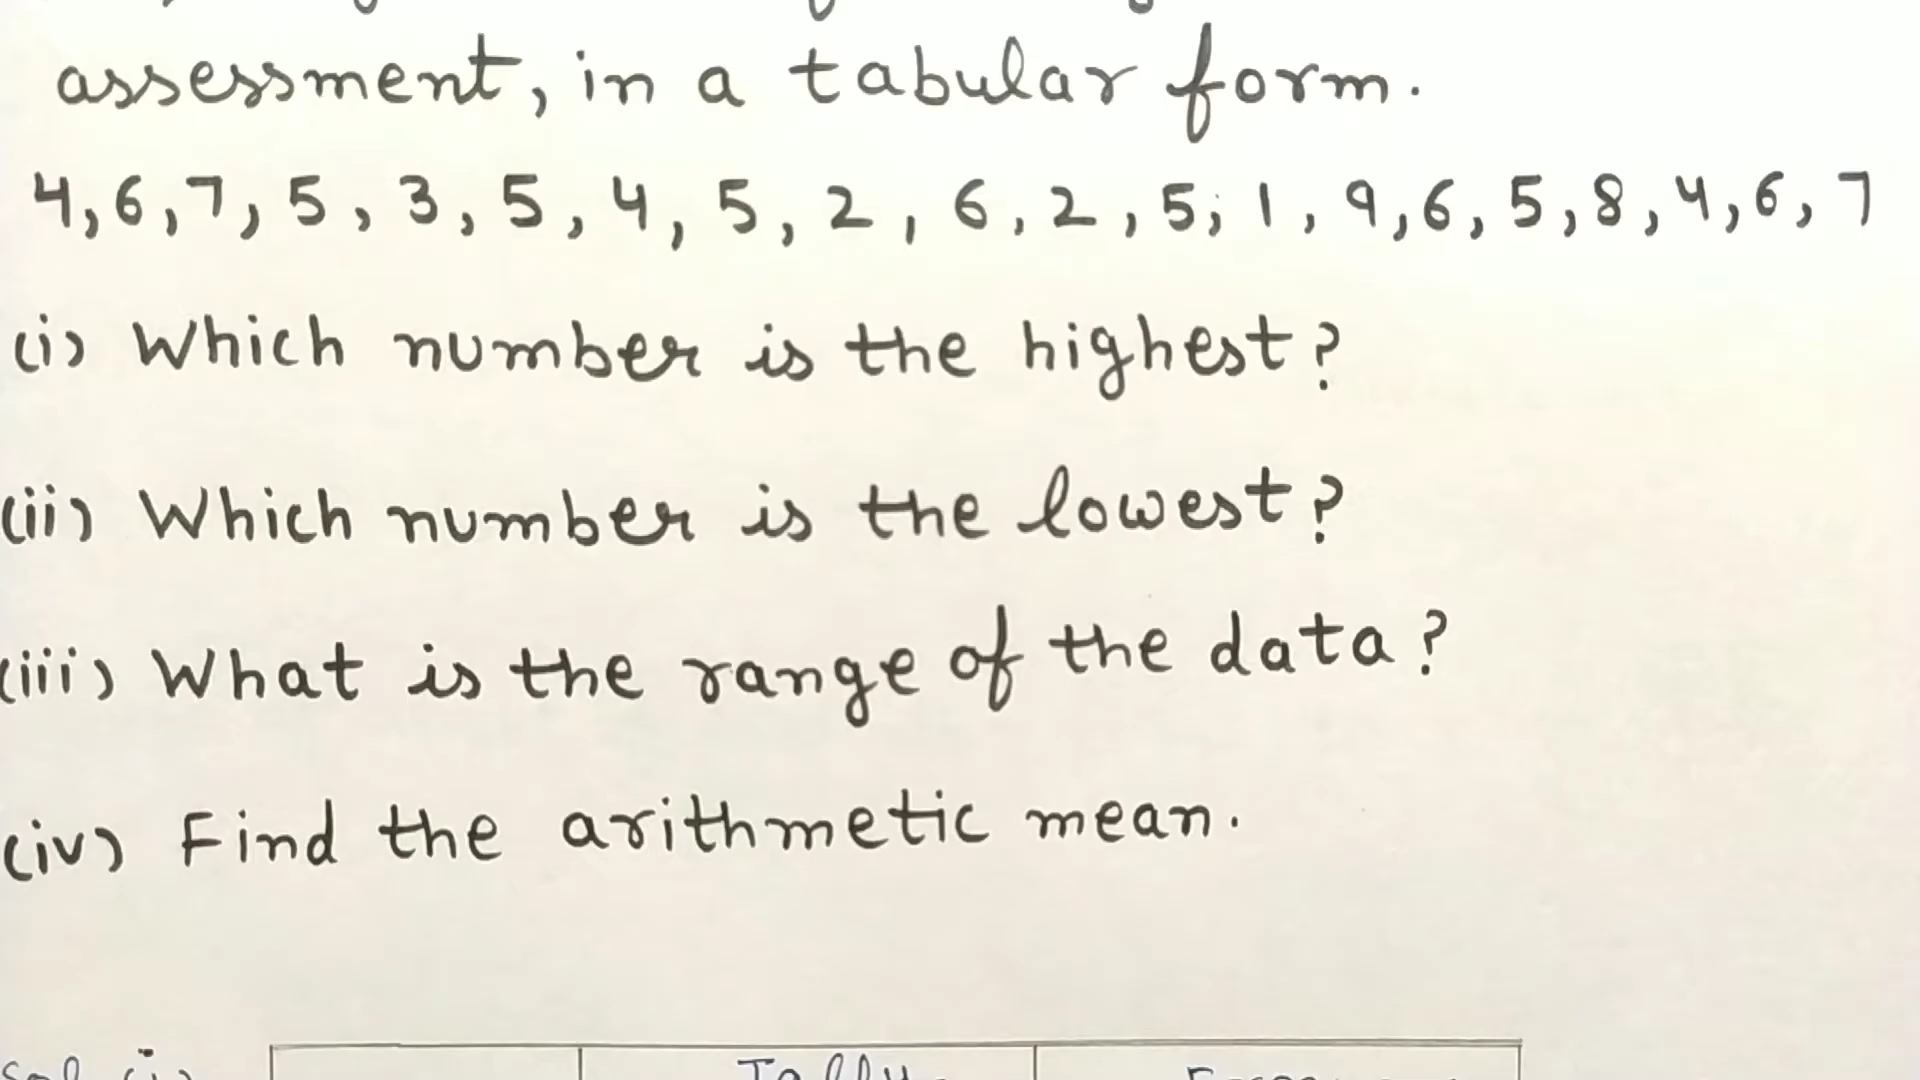 assessment, in a tabular form.
4,6,7,5,3,5,4,5,2,6,2,5,1,9,6,5,8,4,6,7
(i) Which number is the highest?
(ii) Which number is the lowest?
(iii) What is the range of the data?
(iv) Find the arithmetic mean.
Sol (i) Tally